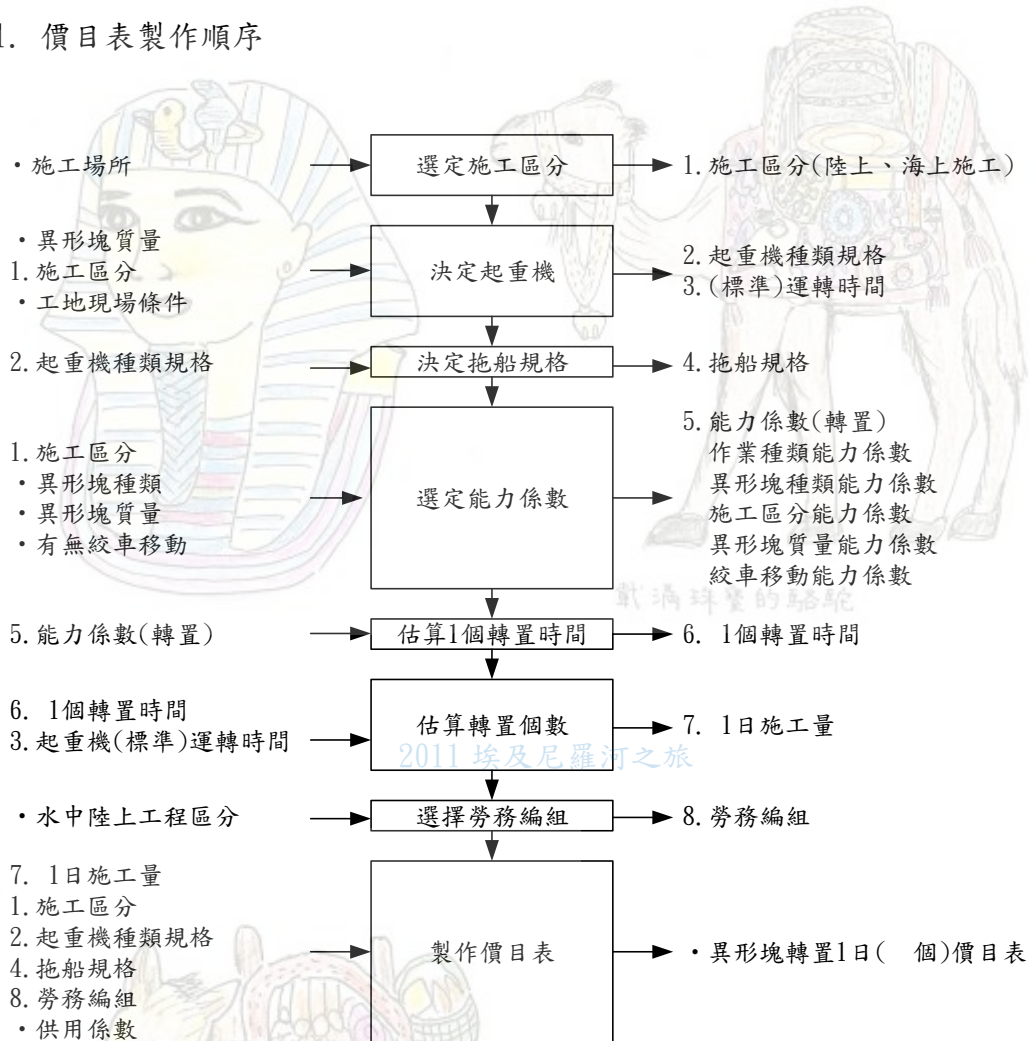 1. 價目表製作順序
・施工場所
選定施工區分
1.施工區分(陸上、海上施工)
・異形塊質量
1.施工區分
・工地現場條件
決定起重機
2.起重機種類規格
3.(標準)運轉時間
2.起重機種類規格
決定拖船規格
4.拖船規格
1.施工區分
・異形塊種類
・異形塊質量
・有無絞車移動
選定能力係數
5.能力係數(轉置)
作業種類能力係數
異形塊種類能力係數
施工區分能力係數
異形塊質量能力係數
絞車移動能力係數
戴滿珠墜的駱駝
5.能力係數(轉置)
估算1個轉置時間
6. 1個轉置時間
6. 1個轉置時間
3.起重機(標準)運轉時間
估算轉置個數
7. 1日施工量
2011 埃及尼羅河之旅
・水中陸上工程區分
選擇勞務編組
8.勞務編組
7. 1日施工量
1.施工區分
2.起重機種類規格
4.拖船規格
8.勞務編組
・供用係數
製作價目表
・異形塊轉置1日(　個)價目表